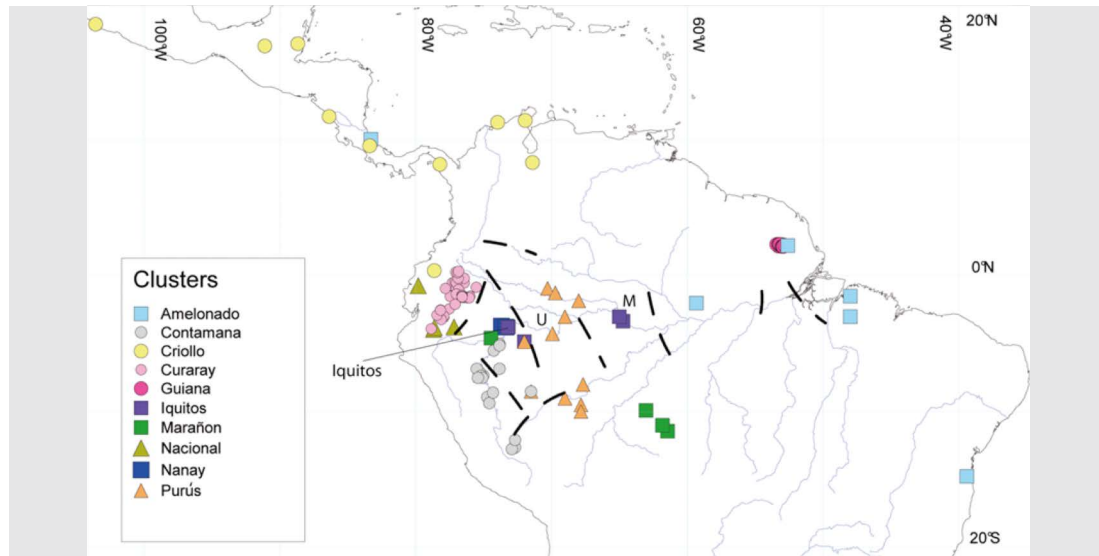 100°W
80°W
60°W
40°W
20°N
0°N
M
U
Iquitos
Clusters
Amelonado
Contamana
Criollo
Curaray
Guiana
Iquitos
Marañon
Nacional
Nanay
Purús
20°S